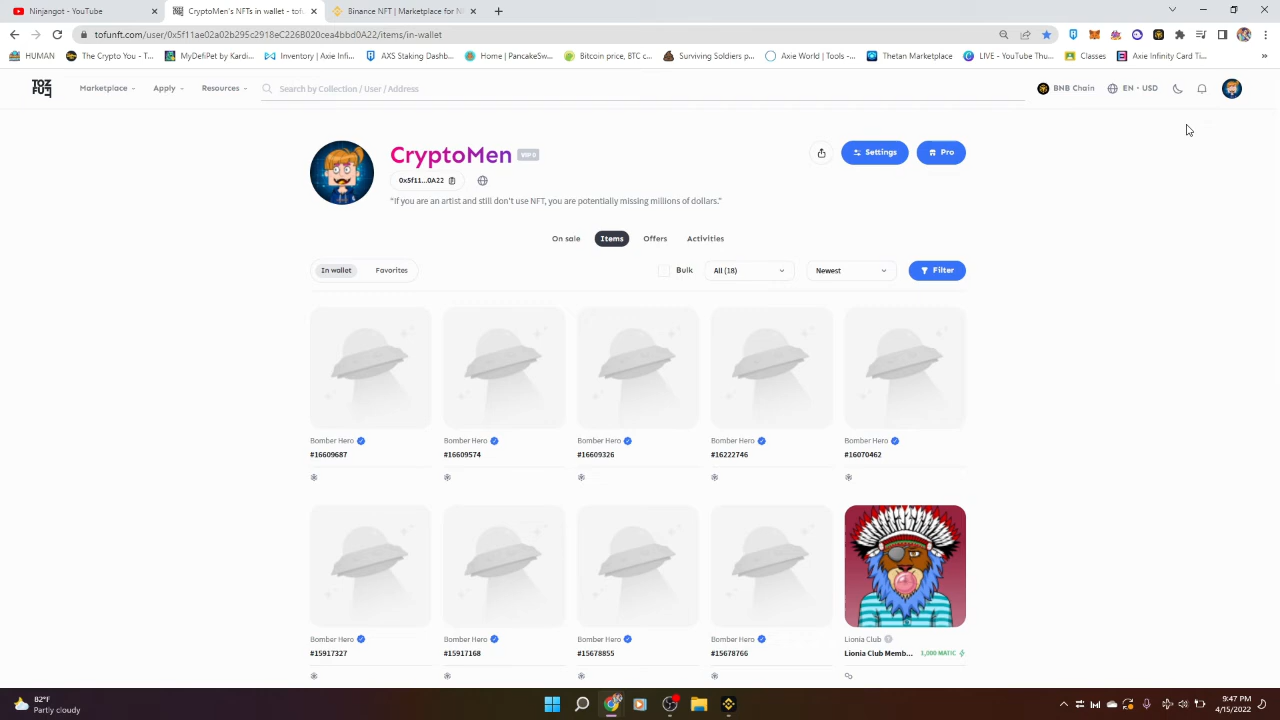 Ninjangot - YouTube
CryptoMen's NFTs in wallet - tofu
Binance NFT Marketplace
tofunft.com/user/0x5f11ae02a02b295c2918eC226B020cea4bb90A22/items/in-wallet
HUMAN
The Crypto You - T...
MyDefiPet by Kardia...
Inventory | Axie Infi...
AXS Staking Dashb...
Home | PancakeSw...
Bitcoin price, BTC c...
Surviving Soldiers p...
Axie World | Tools -...
Thetan Marketplace
LIVE - YouTube Thu...
Classes
Axie Infinity Card Ti...
»
TOZ
FU
Marketplace
Apply
Resources
Search by Collection / User / Address
BNB Chain
EN · USD
CryptoMen
VIP 0
Settings
Pro
0x5f11...0A22
"If you are an artist and still don't use NFT, you are potentially missing millions of dollars."
On sale
Items
Offers
Activities
In wallet
Favorites
Bulk
All (18)
Newest
Filter
Bomber Hero
Bomber Hero
Bomber Hero
Bomber Hero
Bomber Hero
#16609687
#16609574
#16609326
#16222746
#16070462
Bomber Hero
Bomber Hero
Bomber Hero
Bomber Hero
Lionia Club
#15917327
#15917168
#15678855
#15678766
Lionia Club Memb...
1,000 MATIC
82°F
Partly cloudy
9:47 PM
4/15/2022